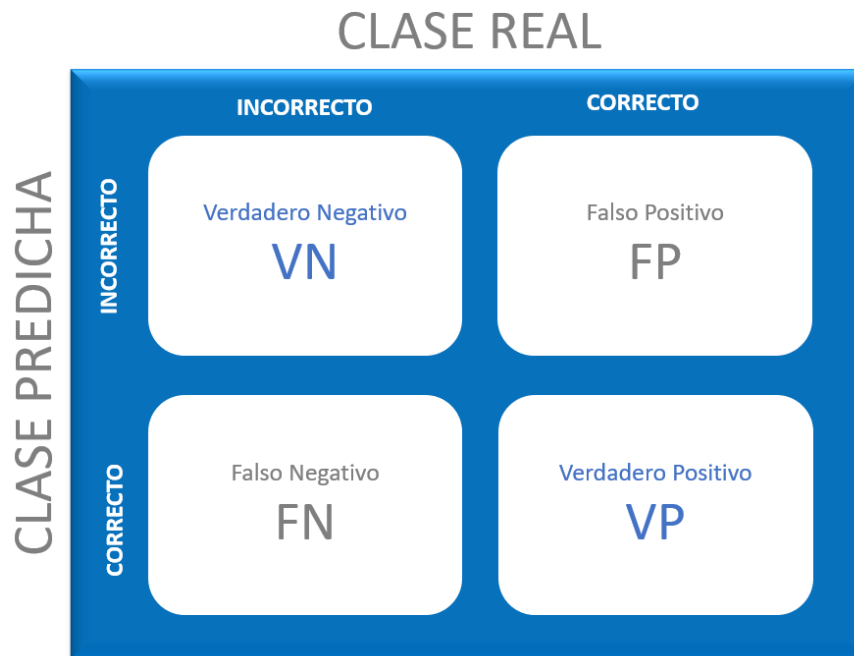 CLASE REAL
INCORRECTO
CORRECTO
CLASE PREDICHA
INCORRECTO
Verdadero Negativo
VN
Falso Positivo
FP
CORRECTO
Falso Negativo
FN
Verdadero Positivo
VP